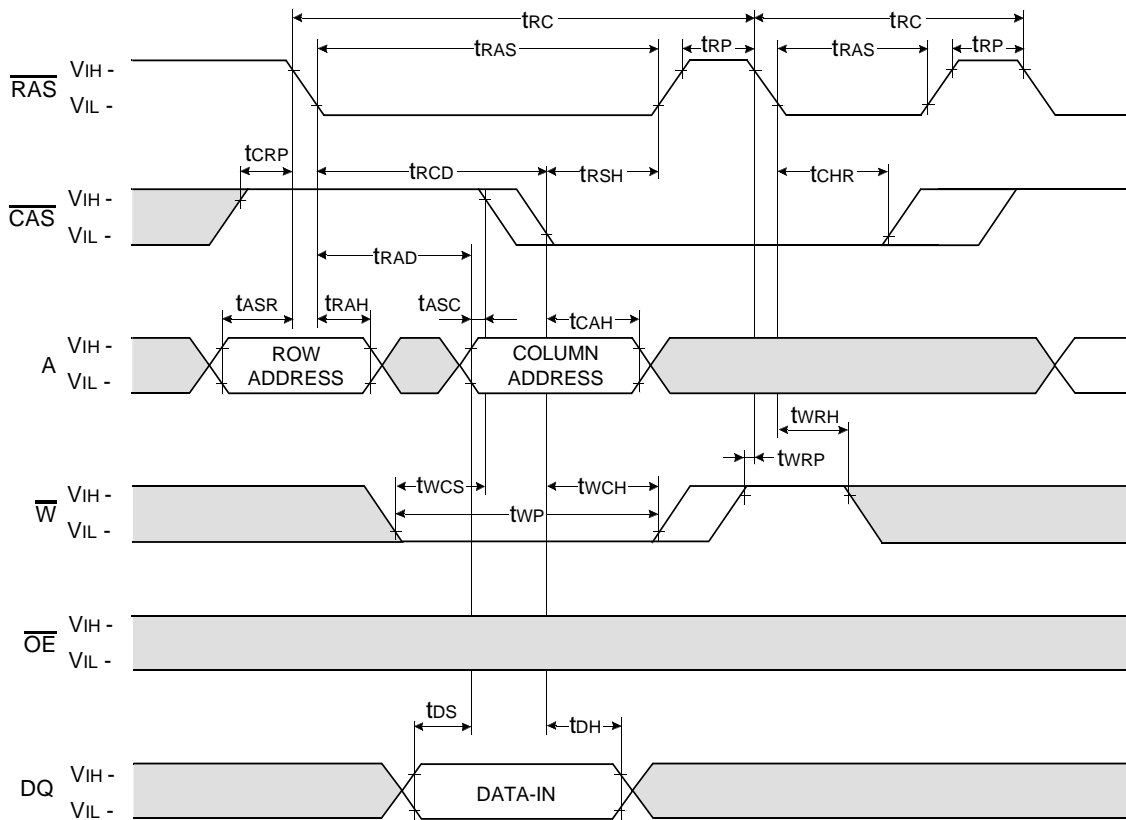 tRC tRC
tRAS tRP tRAS tRP
RAS VIH -
VIL -
tCRP tRCD tRSH tCHR
CAS VIH -
VIL -
tRAD
tASR tRAH tASC tCAH
A VIH -
VIL -
ROW
ADDRESS
COLUMN
ADDRESS
tWRH
tWRP
tWCS tWCH
W VIH -
VIL -
tWP
OE VIH -
VIL -
tDS tDH
DQ VIH -
VIL -
DATA-IN